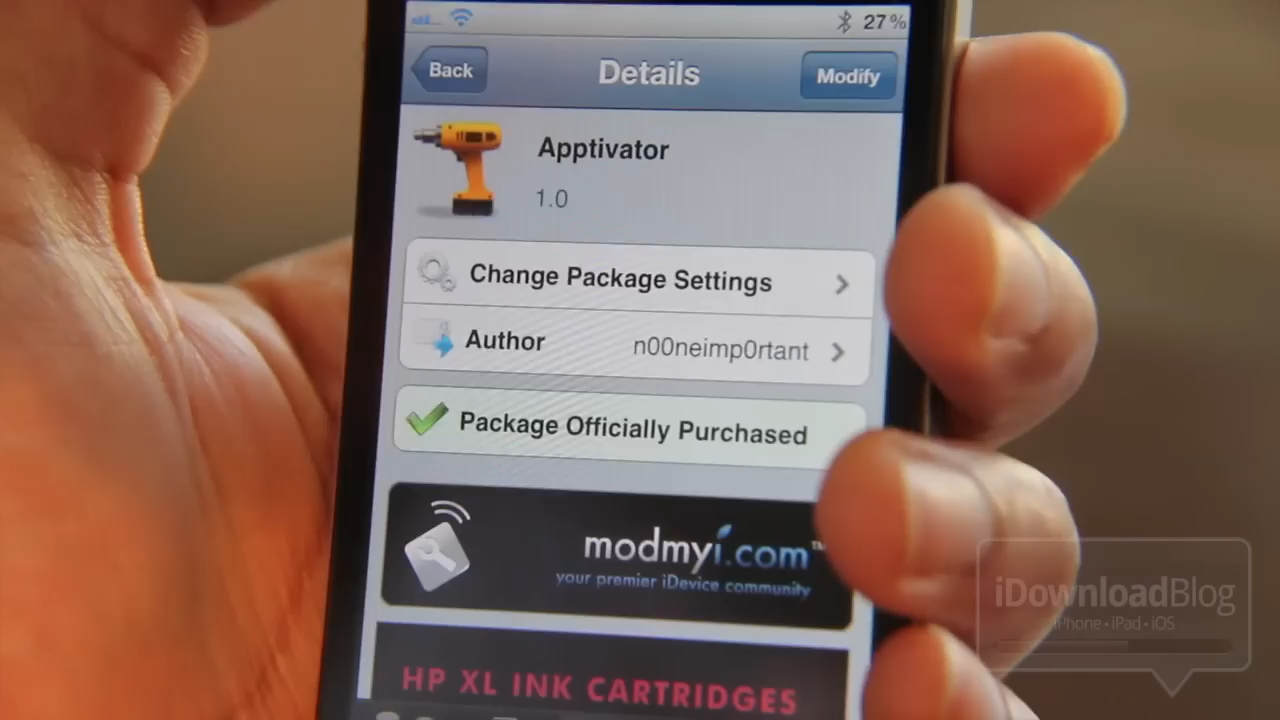 27%
Back
Details
Modify
Apptivator
1.0
Change Package Settings
Author
n00neimp0rtant
Package Officially Purchased
modmyi.com™
your premier iDevice community
HP XL INK CARTRIDGES
iDownloadBlog
iPhone • iPad • iOS